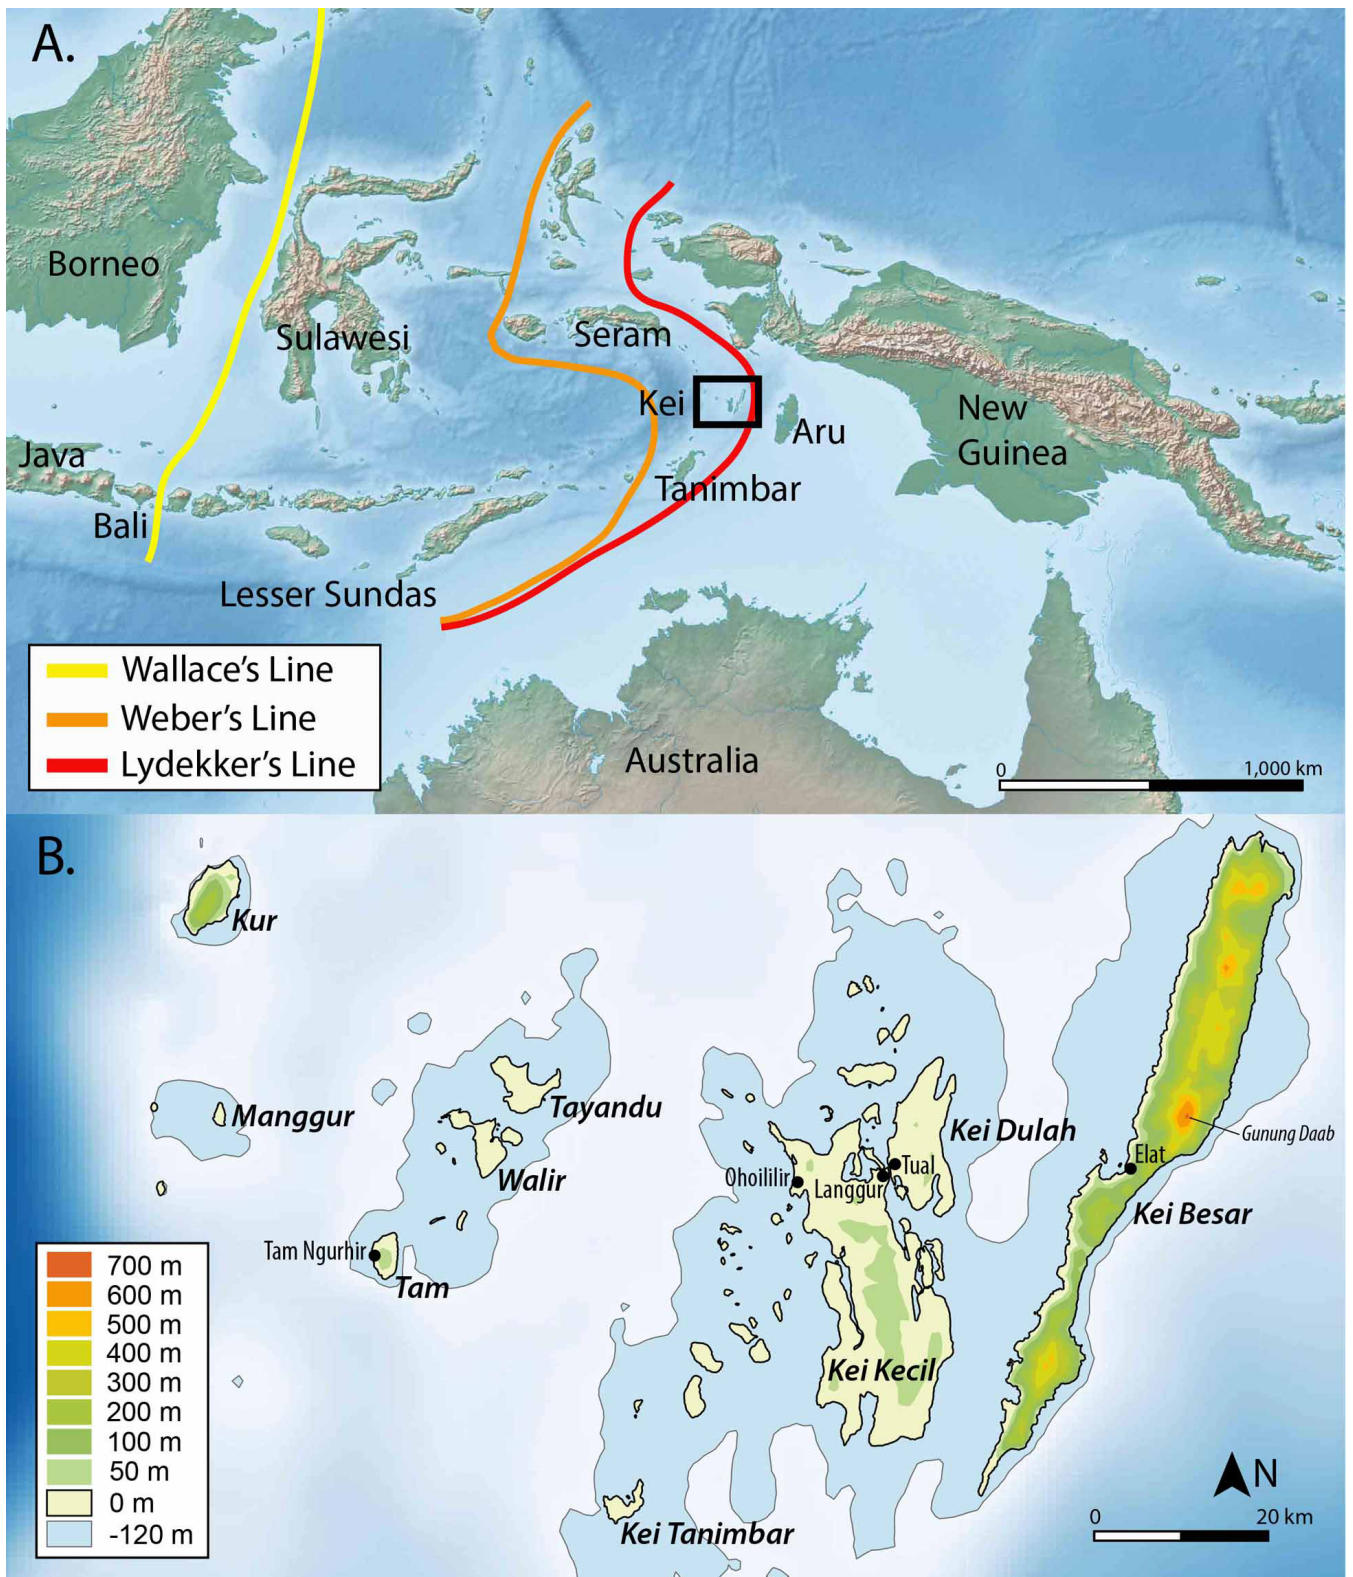 A.
Borneo
Sulawesi
Seram
Kei
Aru
New
Guinea
Java
Tanimbar
Bali
Lesser Sundas
Wallace's Line
Weber's Line
Lydekker's Line
Australia
0 1,000 km
B.
Kur
Manggur
Tayandu
Kei Dulah
Gunung Daab
Walir
Ohoililir
Langgur
Tual
Elat
Kei Besar
Tam Ngurhir
Tam
Kei Kecil
Kei Tanimbar
700 m
600 m
500 m
400 m
300 m
200 m
100 m
50 m
0 m
-120 m
N
0 20 km